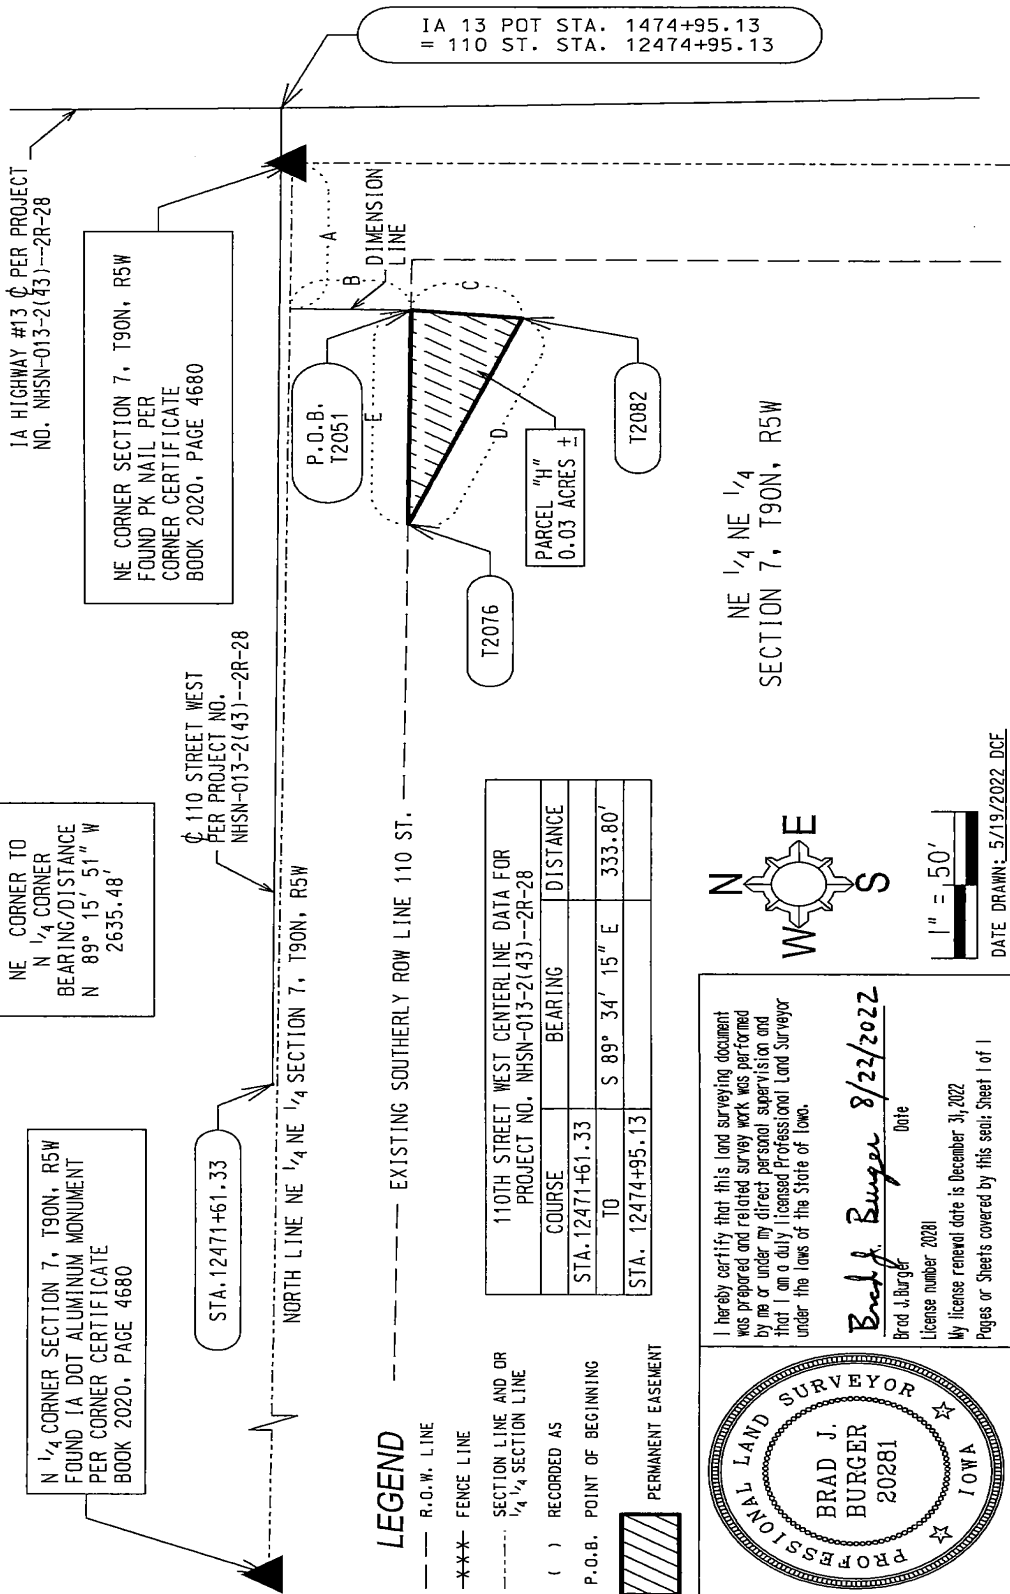 IA 13 POT STA. 1474+95.13
= 110 ST. STA. 12474+95.13
IA HIGHWAY #13 ℄ PER PROJECT
NO. NHSN-013-2(43)--2R-28
NE CORNER SECTION 7, T90N, R5W
FOUND PK NAIL PER
CORNER CERTIFICATE
BOOK 2020, PAGE 4680
NE CORNER TO
N 1/4 CORNER
BEARING/DISTANCE
N 89° 15' 51" W
2635.48'
℄ 110 STREET WEST
PER PROJECT NO.
NHSN-013-2(43)--2R-28
N 1/4 CORNER SECTION 7, T90N, R5W
FOUND IA DOT ALUMINUM MONUMENT
PER CORNER CERTIFICATE
BOOK 2020, PAGE 4680
STA.12471+61.33
NORTH LINE NE 1/4 NE 1/4 SECTION 7, T90N, R5W
A
B
DIMENSION
LINE
C
D
E
P.O.B.
T2051
T2082
T2076
PARCEL "H"
0.03 ACRES ±
EXISTING SOUTHERLY ROW LINE 110 ST.
NE 1/4 NE 1/4
SECTION 7, T90N, R5W
110TH STREET WEST CENTERLINE DATA FOR
PROJECT NO. NHSN-013-2(43)--2R-28
COURSE BEARING DISTANCE
STA.12471+61.33
TO S 89° 34' 15" E 333.80'
STA. 12474+95.13
LEGEND
R.O.W. LINE
-X-X-X- FENCE LINE
SECTION LINE AND OR
1/4 1/4 SECTION LINE
( ) RECORDED AS
P.O.B. POINT OF BEGINNING
PERMANENT EASEMENT
N
W E
S
1" = 50'
DATE DRAWN: 5/19/2022 DCF
I hereby certify that this land surveying document
was prepared and related survey work was performed
by me or under my direct personal supervision and
that I am a duly licensed Professional Land Surveyor
under the laws of the State of Iowa.
Brad J. Burger 8/22/2022
Brad J. Burger Date
License number 20281
My license renewal date is December 31, 2022
Pages or Sheets covered by this seal: Sheet 1 of 1
PROFESSIONAL LAND SURVEYOR
BRAD J.
BURGER
20281
IOWA